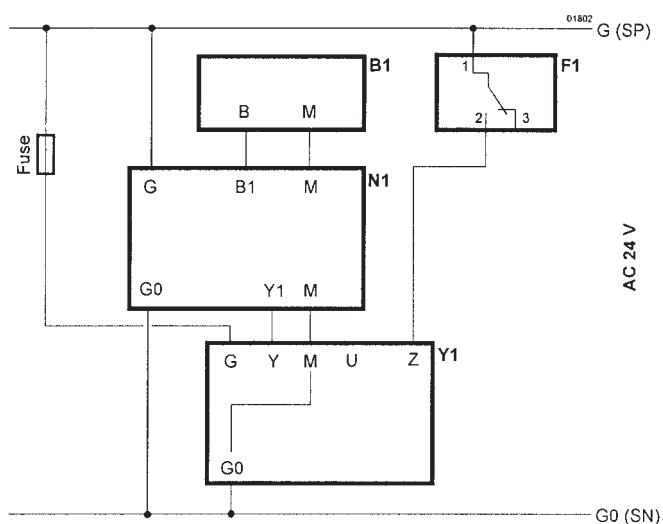 01802
G (SP)
B1
F1
1
B M
2 3
Fuse
N1
G B1 M
AC 24 V
G0 Y1 M
G Y M U Z Y1
G0
G0 (SN)